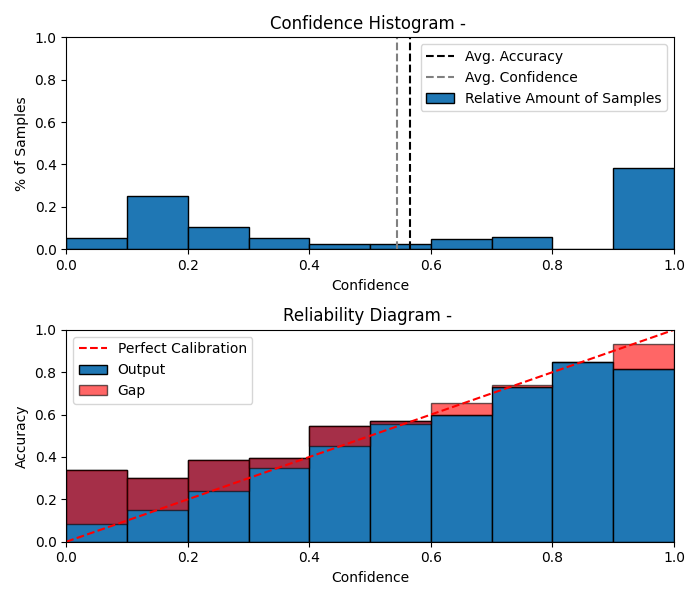 Confidence Histogram -
% of Samples
1.0
0.8
0.6
0.4
0.2
0.0
Avg. Accuracy
Avg. Confidence
Relative Amount of Samples
0.0 0.2 0.4 0.6 0.8 1.0
Confidence
Reliability Diagram -
Accuracy
1.0
0.8
0.6
0.4
0.2
0.0
Perfect Calibration
Output
Gap
0.0 0.2 0.4 0.6 0.8 1.0
Confidence